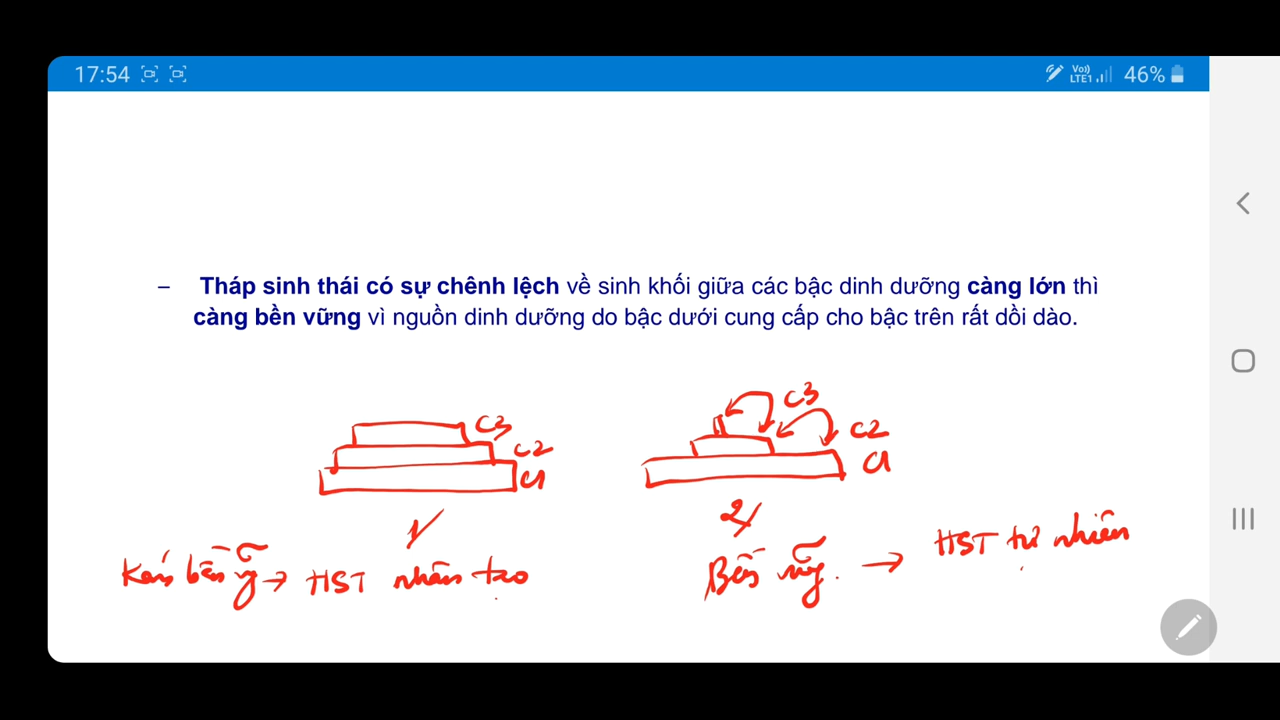 17:54 Vo) LTE1 46%
– Tháp sinh thái có sự chênh lệch về sinh khối giữa các bậc dinh dưỡng càng lớn thì
càng bền vững vì nguồn dinh dưỡng do bậc dưới cung cấp cho bậc trên rất dồi dào.
C3
C2
C1
C3
C2
C1
1/
2/
Kém bền vững → HST nhân tạo
Bền vững → HST tự nhiên